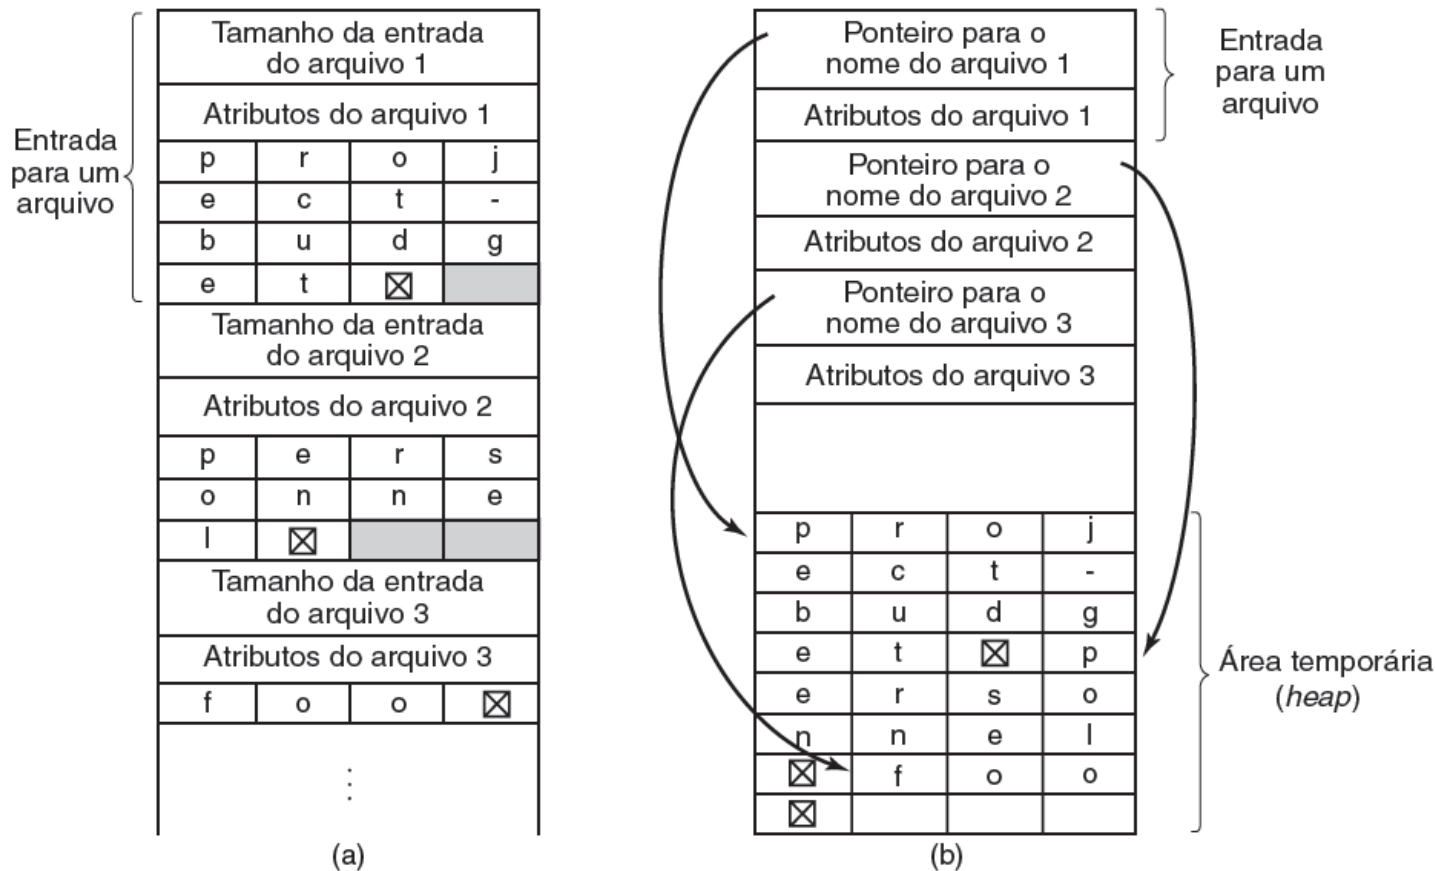 Entrada
para um
arquivo
Tamanho da entrada
do arquivo 1
Atributos do arquivo 1
p r o j
e c t -
b u d g
e t
Tamanho da entrada
do arquivo 2
Atributos do arquivo 2
p e r s
o n n e
l
Tamanho da entrada
do arquivo 3
Atributos do arquivo 3
f o o
(a)
Ponteiro para o
nome do arquivo 1
Atributos do arquivo 1
Ponteiro para o
nome do arquivo 2
Atributos do arquivo 2
Ponteiro para o
nome do arquivo 3
Atributos do arquivo 3
p r o j
e c t -
b u d g
e t p
e r s o
n n e l
f o o
Entrada
para um
arquivo
Área temporária
(heap)
(b)